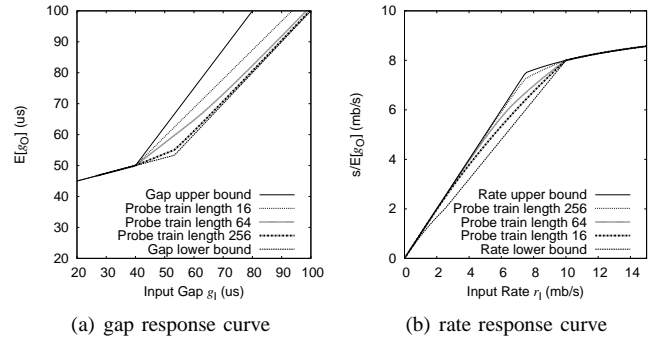 100
90
80
70
60
50
40
30
20
20 40 60 80 100
E[gO] (us)
Input Gap gI (us)
Gap upper bound
Probe train length 16
Probe train length 64
Probe train length 256
Gap lower bound
(a) gap response curve
10
8
6
4
2
0
0 2 4 6 8 10 12 14
s/E[gO] (mb/s)
Input Rate rI (mb/s)
Rate upper bound
Probe train length 256
Probe train length 64
Probe train length 16
Rate lower bound
(b) rate response curve